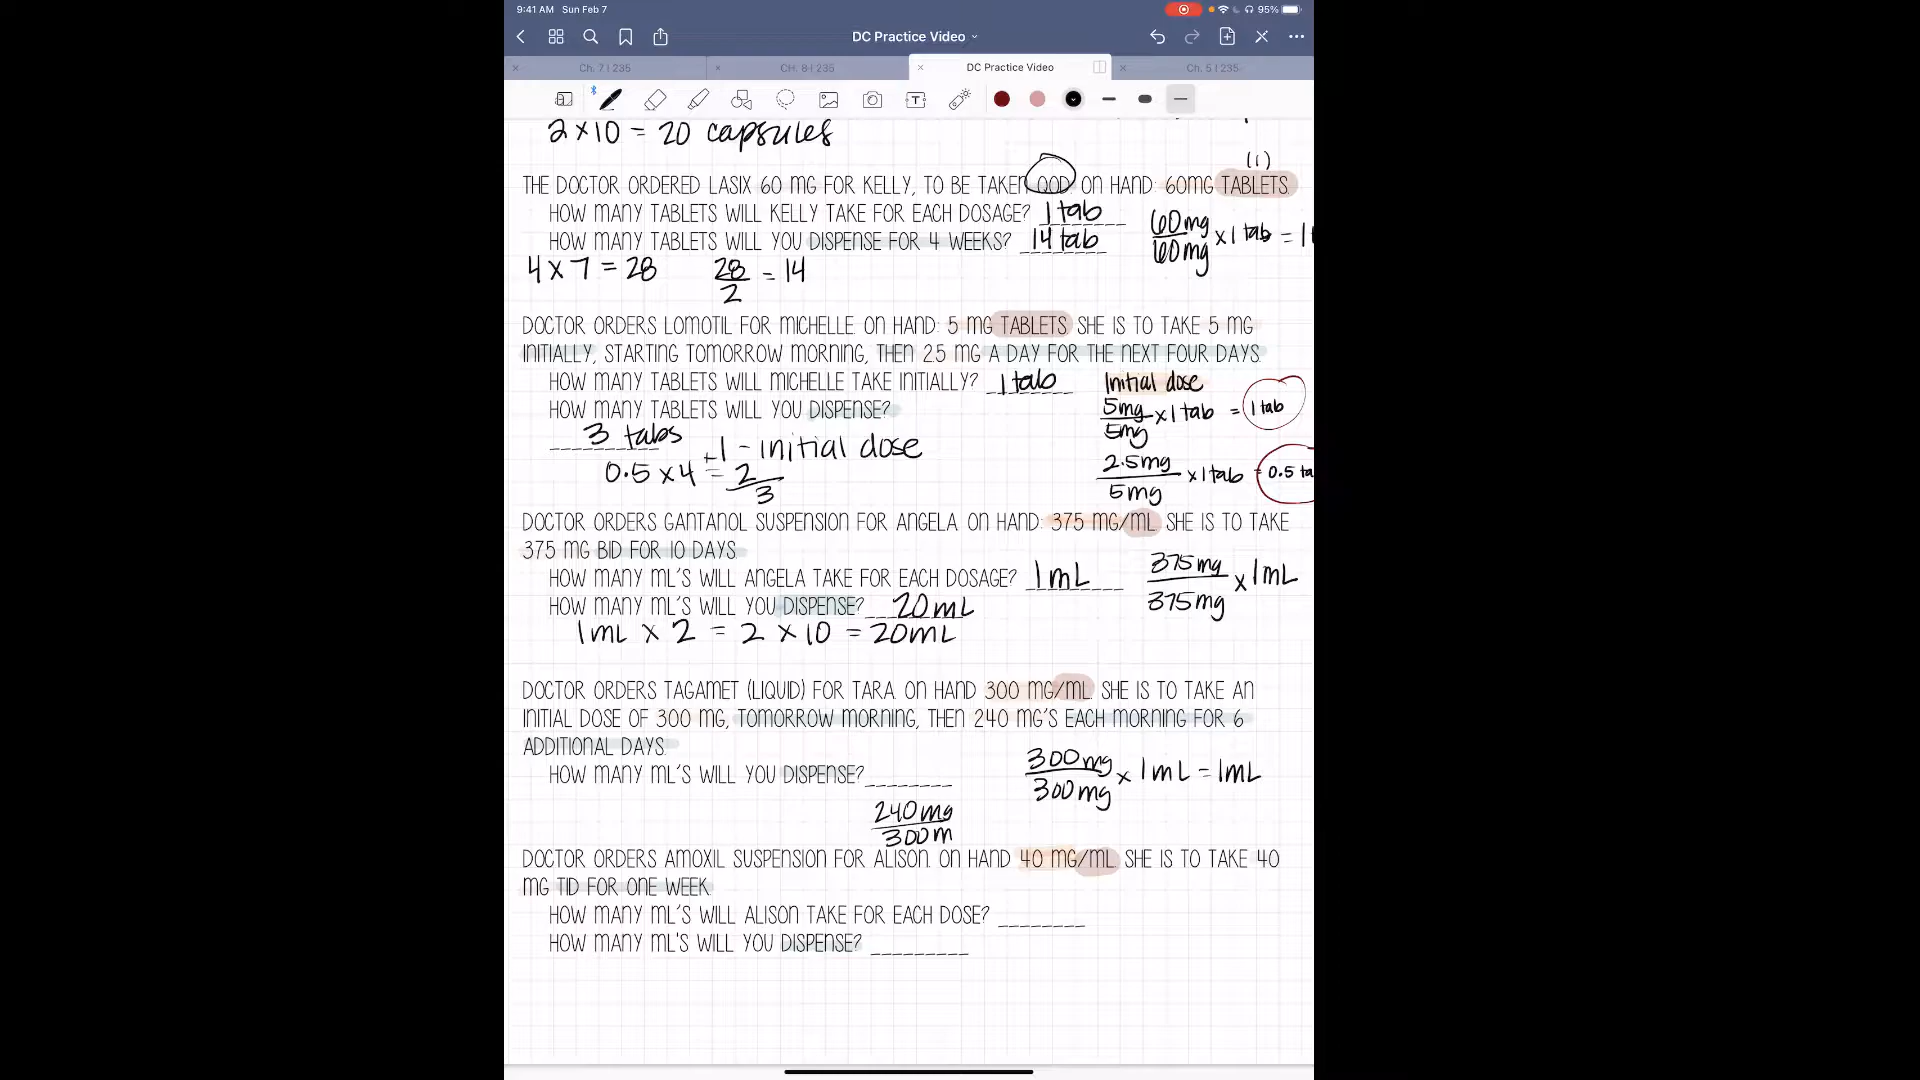 9:41 AM Sun Feb 7
95%
DC Practice Video
Ch. 7 | 235
CH. 8 | 235
DC Practice Video
Ch. 5 | 235
2 x 10 = 20 capsules
(1)
THE DOCTOR ORDERED LASIX 60 MG FOR KELLY, TO BE TAKEN QOD. ON HAND: 60MG TABLETS.
HOW MANY TABLETS WILL KELLY TAKE FOR EACH DOSAGE? 1 tab
HOW MANY TABLETS WILL YOU DISPENSE FOR 4 WEEKS? 14 tab
60mg
60mg x 1 tab = 1
4 x 7 = 28
28
2 = 14
DOCTOR ORDERS LOMOTIL FOR MICHELLE. ON HAND: 5 MG TABLETS SHE IS TO TAKE 5 MG
INITIALLY, STARTING TOMORROW MORNING, THEN 2.5 MG A DAY FOR THE NEXT FOUR DAYS.
HOW MANY TABLETS WILL MICHELLE TAKE INITIALLY? 1 tab
HOW MANY TABLETS WILL YOU DISPENSE?
3 tabs
+1 - initial dose
0.5 x 4 = 2
3
Initial dose
5mg
5mg x 1 tab = 1 tab
2.5mg
5mg x 1 tab = 0.5 ta
DOCTOR ORDERS GANTANOL SUSPENSION FOR ANGELA. ON HAND: 375 MG/ML. SHE IS TO TAKE
375 MG BID FOR 10 DAYS.
HOW MANY ML'S WILL ANGELA TAKE FOR EACH DOSAGE? 1mL
HOW MANY ML'S WILL YOU DISPENSE? 20mL
375mg
375mg x 1mL
1mL x 2 = 2 x 10 = 20mL
DOCTOR ORDERS TAGAMET (LIQUID) FOR TARA. ON HAND 300 MG/ML. SHE IS TO TAKE AN
INITIAL DOSE OF 300 MG, TOMORROW MORNING, THEN 240 MG'S EACH MORNING FOR 6
ADDITIONAL DAYS.
HOW MANY ML'S WILL YOU DISPENSE?
300mg
300mg x 1mL = 1mL
240mg
300m
DOCTOR ORDERS AMOXIL SUSPENSION FOR ALISON. ON HAND 40 MG/ML. SHE IS TO TAKE 40
MG TID FOR ONE WEEK.
HOW MANY ML'S WILL ALISON TAKE FOR EACH DOSE?
HOW MANY ML'S WILL YOU DISPENSE?